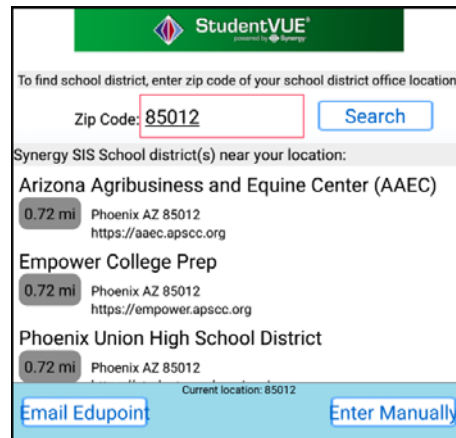 StudentVUE®
powered by Synergy
To find school district, enter zip code of your school district office location
Zip Code: 85012 Search
Synergy SIS School district(s) near your location:
Arizona Agribusiness and Equine Center (AAEC)
0.72 mi Phoenix AZ 85012
https://aaec.apscc.org
Empower College Prep
0.72 mi Phoenix AZ 85012
https://empower.apscc.org
Phoenix Union High School District
0.72 mi Phoenix AZ 85012
Current location: 85012
Email Edupoint Enter Manually